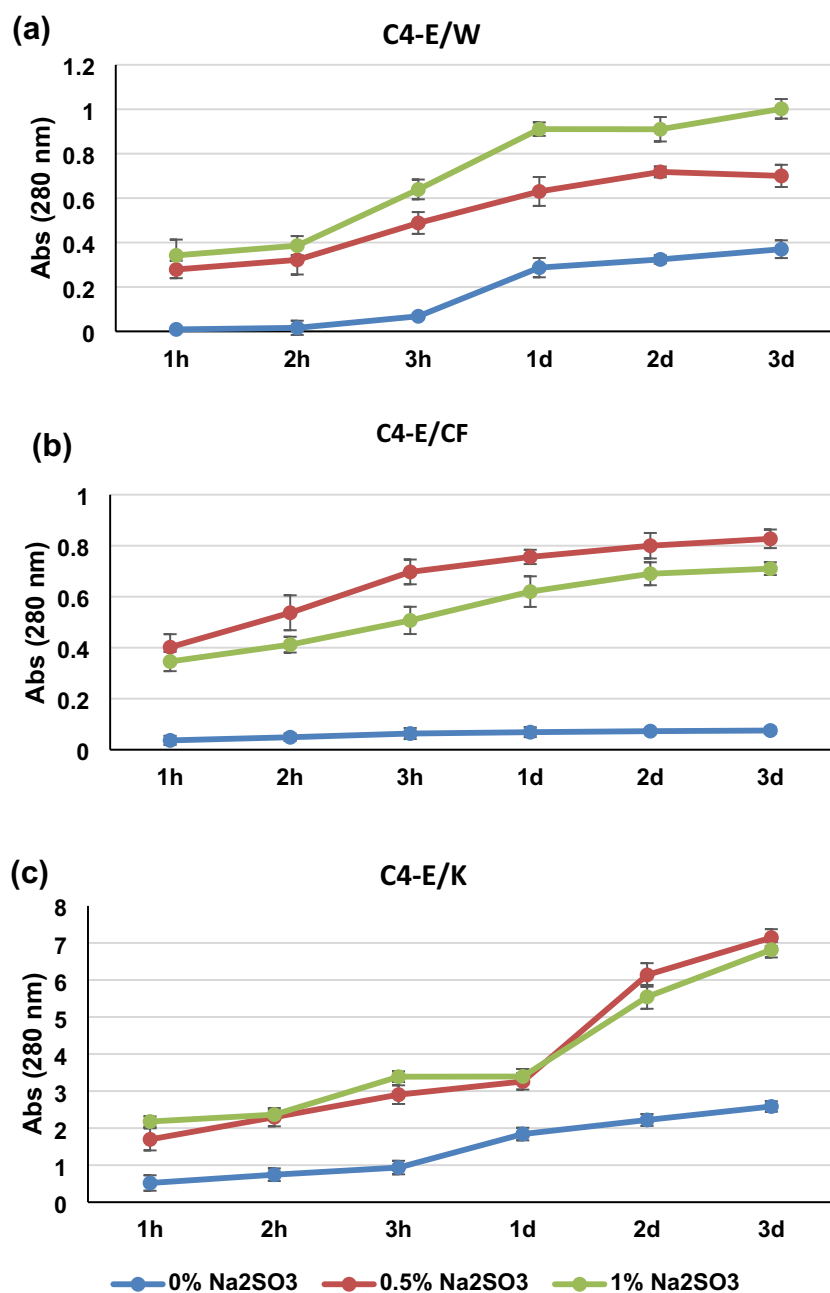 (a)
C4-E/W
Abs (280 nm)
1.2
1
0.8
0.6
0.4
0.2
0
1h 2h 3h 1d 2d 3d
(b)
C4-E/CF
Abs (280 nm)
1
0.8
0.6
0.4
0.2
0
1h 2h 3h 1d 2d 3d
(c)
C4-E/K
Abs (280 nm)
8
7
6
5
4
3
2
1
0
1h 2h 3h 1d 2d 3d
0% Na2SO3 0.5% Na2SO3 1% Na2SO3